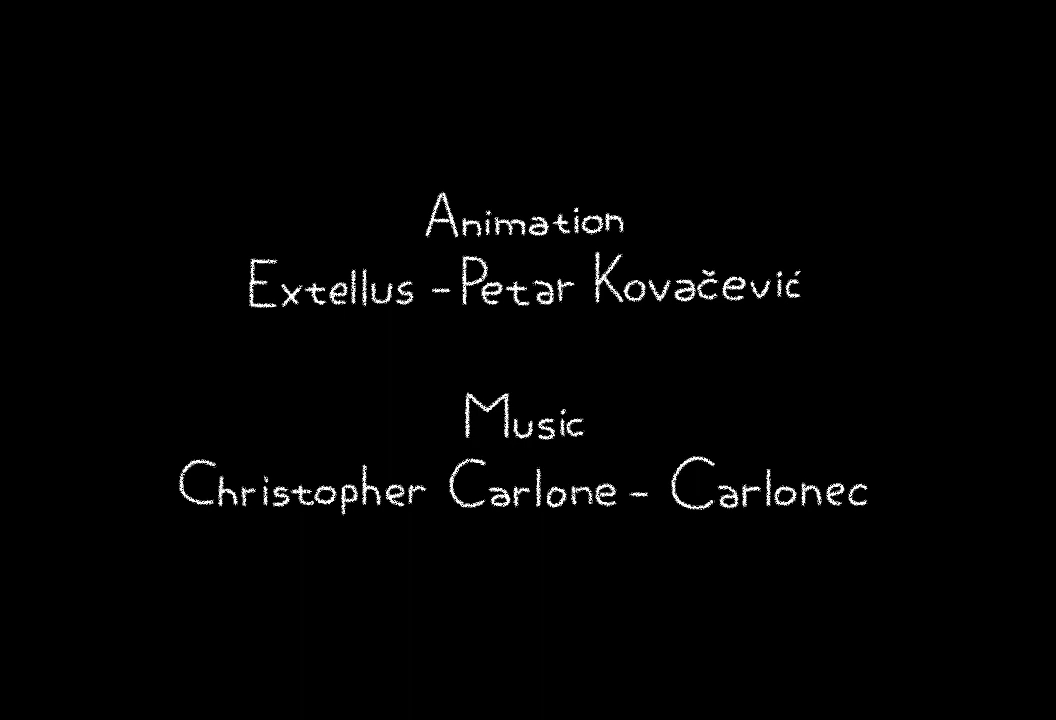 Animation
Extellus - Petar Kovačević
Music
Christopher Carlone - Carlonec